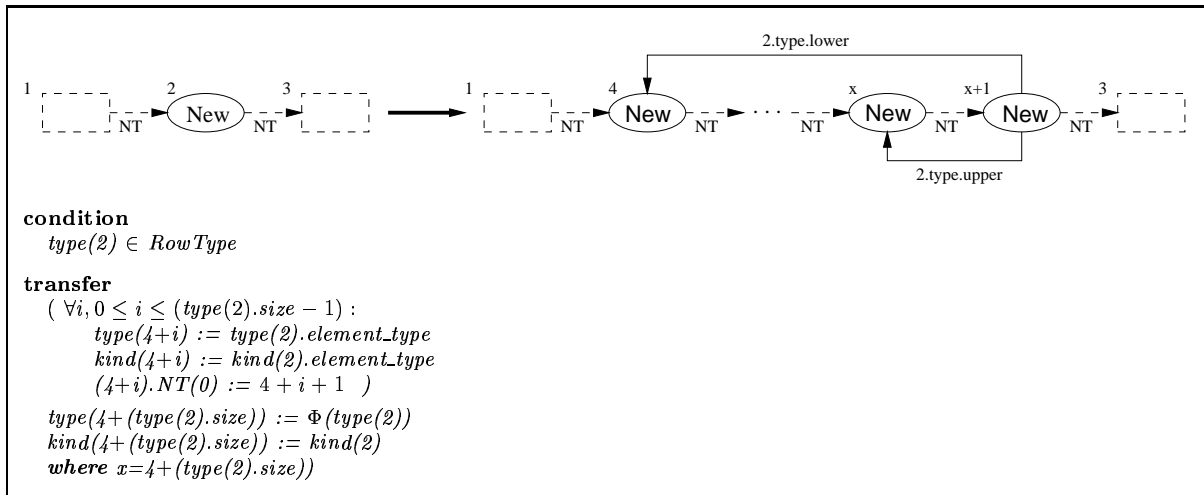 2.type.lower
1 2 3 1 4 x x+1 3
New New New New
NT NT NT NT · · · NT NT NT
2.type.upper
condition
type(2) ∈ RowType
transfer
( ∀i, 0 ≤ i ≤ (type(2).size − 1) :
type(4+i) := type(2).element_type
kind(4+i) := kind(2).element_type
(4+i).NT(0) := 4 + i + 1 )
type(4+(type(2).size)) := Φ(type(2))
kind(4+(type(2).size)) := kind(2)
where x=4+(type(2).size))